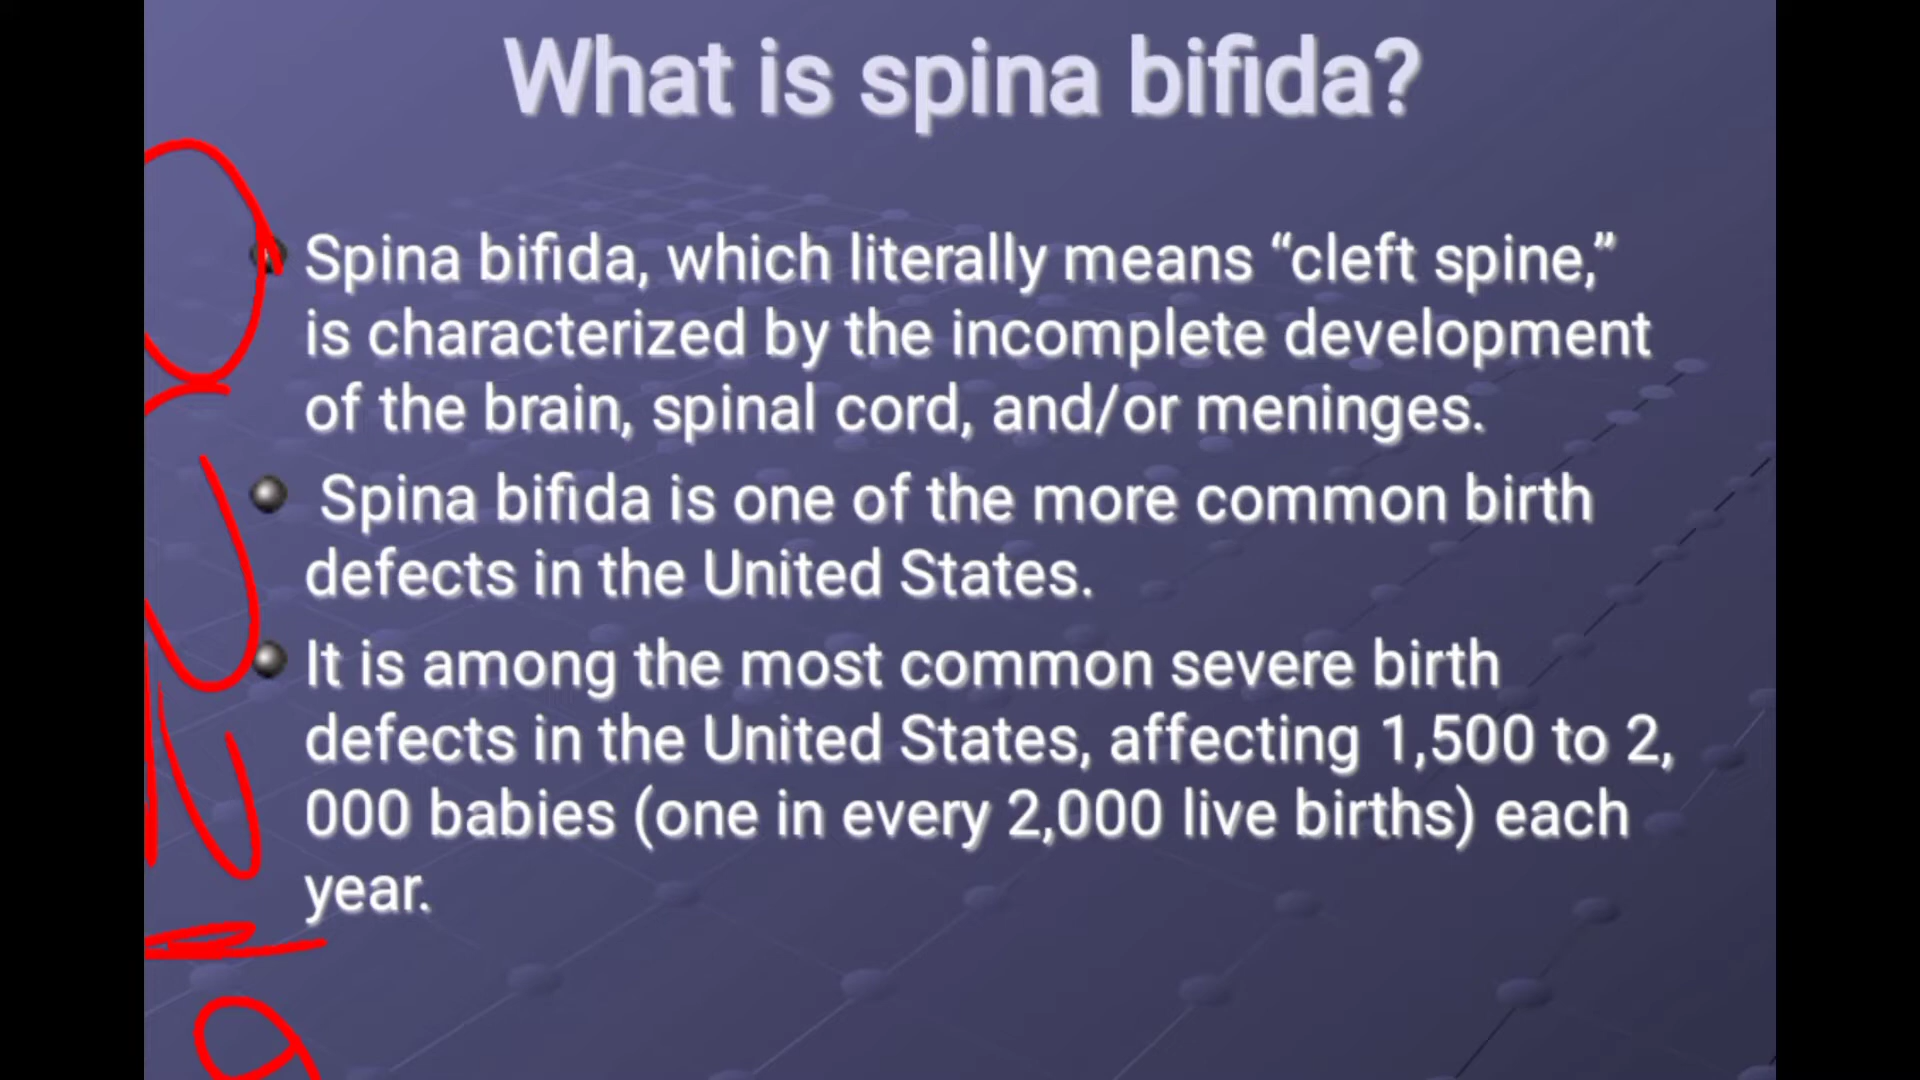 What is spina bifida?
Spina bifida, which literally means “cleft spine,”
is characterized by the incomplete development
of the brain, spinal cord, and/or meninges.
Spina bifida is one of the more common birth
defects in the United States.
It is among the most common severe birth
defects in the United States, affecting 1,500 to 2,
000 babies (one in every 2,000 live births) each
year.